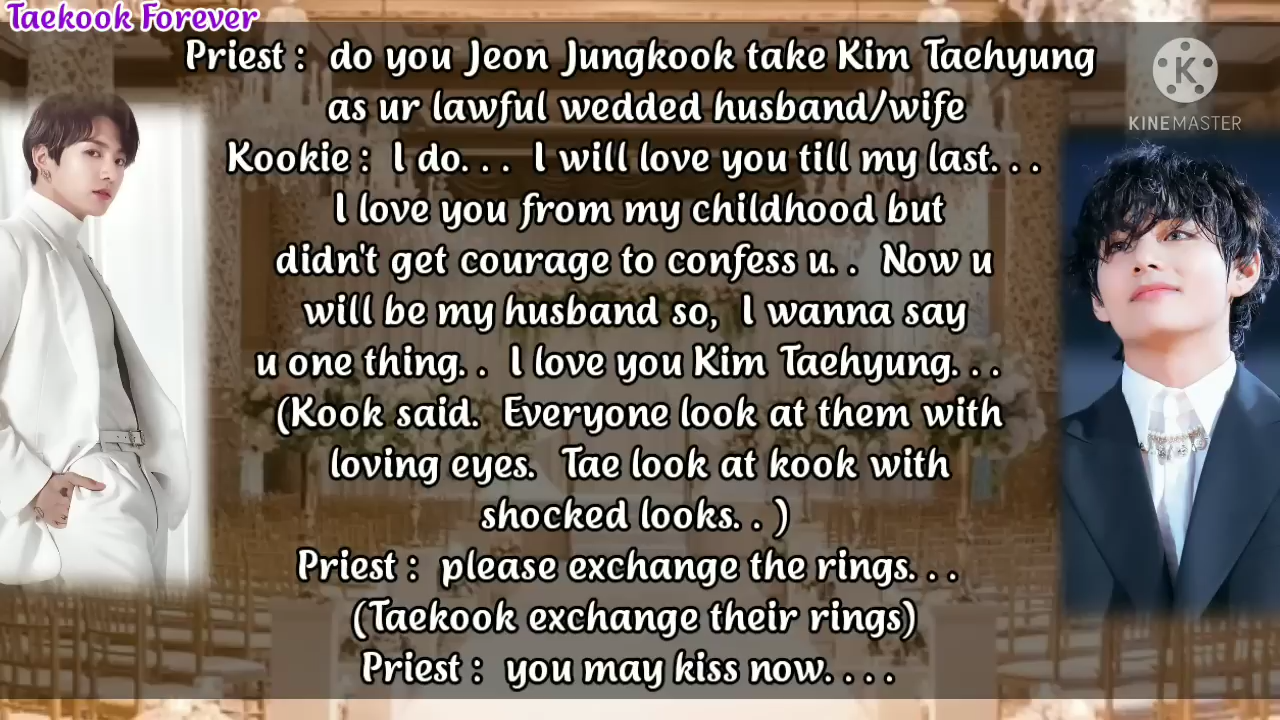 Taekook Forever
Priest : do you Jeon Jungkook take Kim Taehyung
as ur lawful wedded husband/wife
Kookie : I do. . . I will love you till my last. . .
I love you from my childhood but
didn't get courage to confess u. . Now u
will be my husband so, I wanna say
u one thing. . I love you Kim Taehyung. . .
(Kook said. Everyone look at them with
loving eyes. Tae look at kook with
shocked looks. . )
Priest : please exchange the rings. . .
(Taekook exchange their rings)
Priest : you may kiss now. . . .
K
KINEMASTER